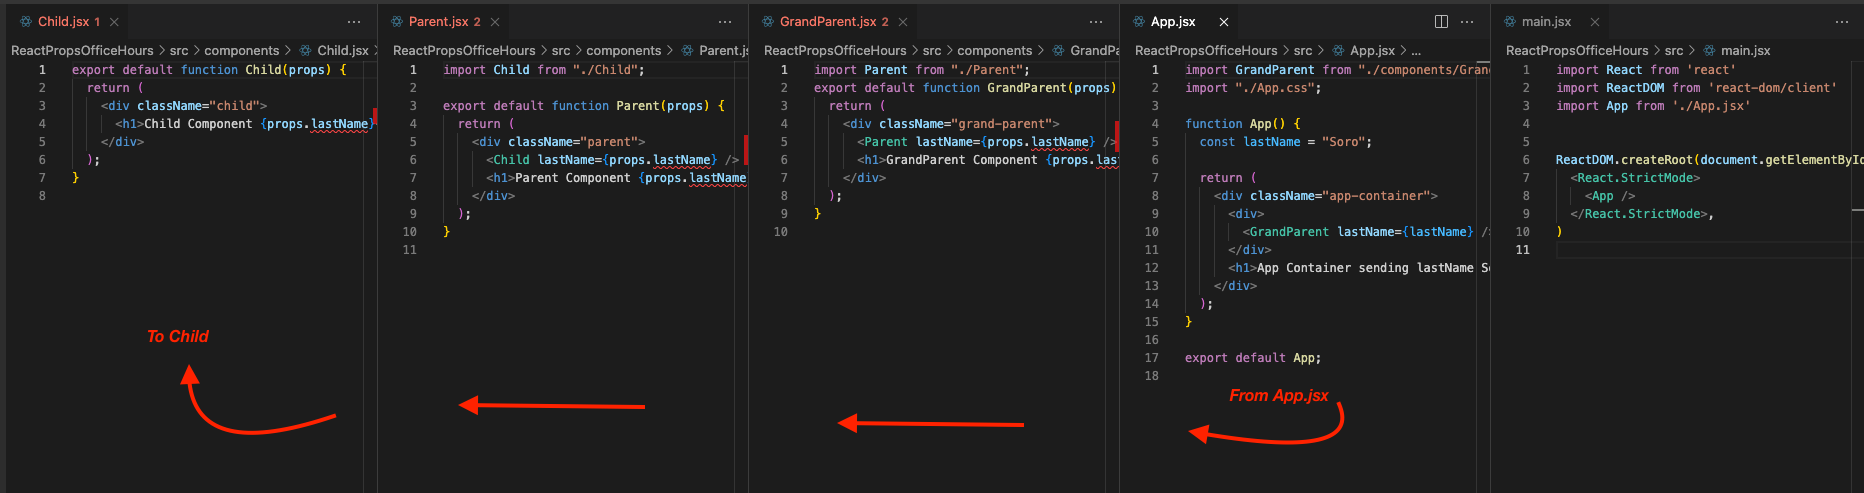 Child.jsx 1
ReactPropsOfficeHours > src > components > Child.jsx >
1 export default function Child(props) {
2 return (
3 <div className="child">
4 <h1>Child Component {props.lastName}
5 </div>
6 );
7 }
8
To Child
Parent.jsx 2
ReactPropsOfficeHours > src > components > Parent.js
1 import Child from "./Child";
2
3 export default function Parent(props) {
4 return (
5 <div className="parent">
6 <Child lastName={props.lastName} />
7 <h1>Parent Component {props.lastName
8 </div>
9 );
10 }
11
GrandParent.jsx 2
ReactPropsOfficeHours > src > components > GrandPa
1 import Parent from "./Parent";
2 export default function GrandParent(props)
3 return (
4 <div className="grand-parent">
5 <Parent lastName={props.lastName} />
6 <h1>GrandParent Component {props.las
7 </div>
8 );
9 }
10
App.jsx
ReactPropsOfficeHours > src > App.jsx > ...
1 import GrandParent from "./components/Gran
2 import "./App.css";
3
4 function App() {
5 const lastName = "Soro";
6
7 return (
8 <div className="app-container">
9 <div>
10 <GrandParent lastName={lastName} />
11 </div>
12 <h1>App Container sending lastName So
13 </div>
14 );
15 }
16
17 export default App;
18
From App.jsx
main.jsx
ReactPropsOfficeHours > src > main.jsx
1 import React from 'react'
2 import ReactDOM from 'react-dom/client'
3 import App from './App.jsx'
4
5
6 ReactDOM.createRoot(document.getElementById
7 <React.StrictMode>
8 <App />
9 </React.StrictMode>,
10 )
11